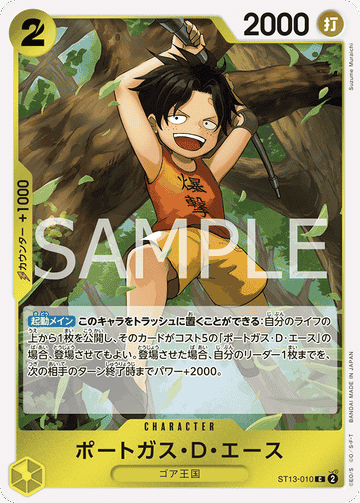 2
2000
打
Suzume Muraichi
カウンター +1000
爆撃
SAMPLE
起動メイン このキャラをトラッシュに置くことができる:自分のライフの
上から1枚を公開し、そのカードがコスト5の「ポートガス・D・エース」の
場合、登場させてもよい。登場させた場合、自分のリーダー1枚までを、
次の相手のターン終了時までパワー+2000。
CHARACTER
ポートガス・D・エース
ゴア王国
ST13-010 C 2
©E.O./S. ©O./S.-F.-T BANDAI MADE IN JAPAN